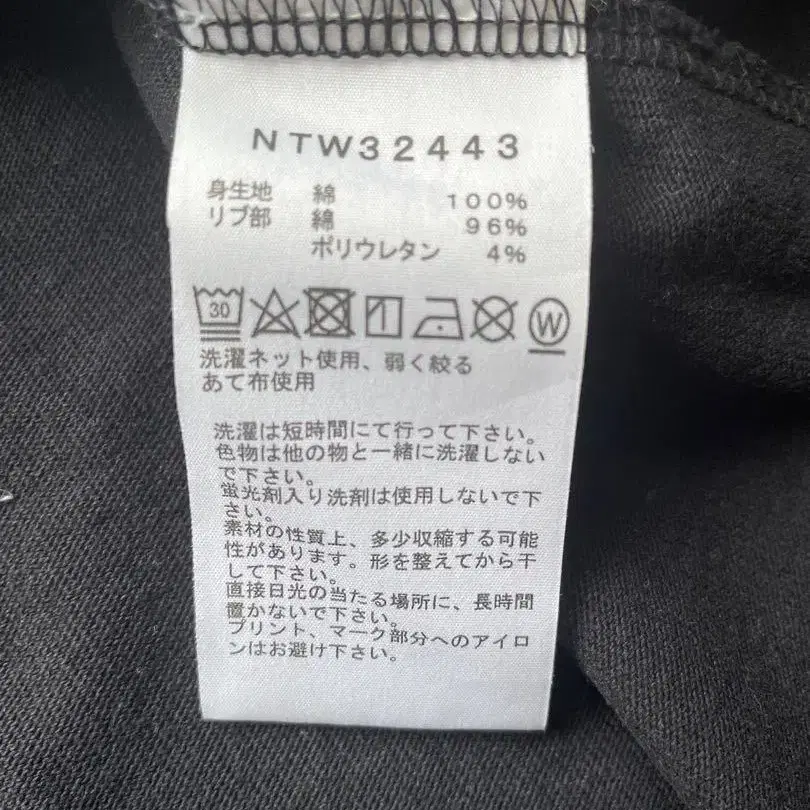 NTW32443
身生地 綿 100%
リブ部 綿 96%
ポリウレタン 4%
30 W
洗濯ネット使用、弱く絞る
あて布使用
洗濯は短時間にて行って下さい。
色物は他の物と一緒に洗濯しない
で下さい。
蛍光剤入り洗剤は使用しないで下
さい。
素材の性質上、多少収縮する可能
性があります。形を整えてから干
して下さい。
直接日光の当たる場所に、長時間
置かないで下さい。
プリント、マーク部分へのアイロ
ンはお避け下さい。